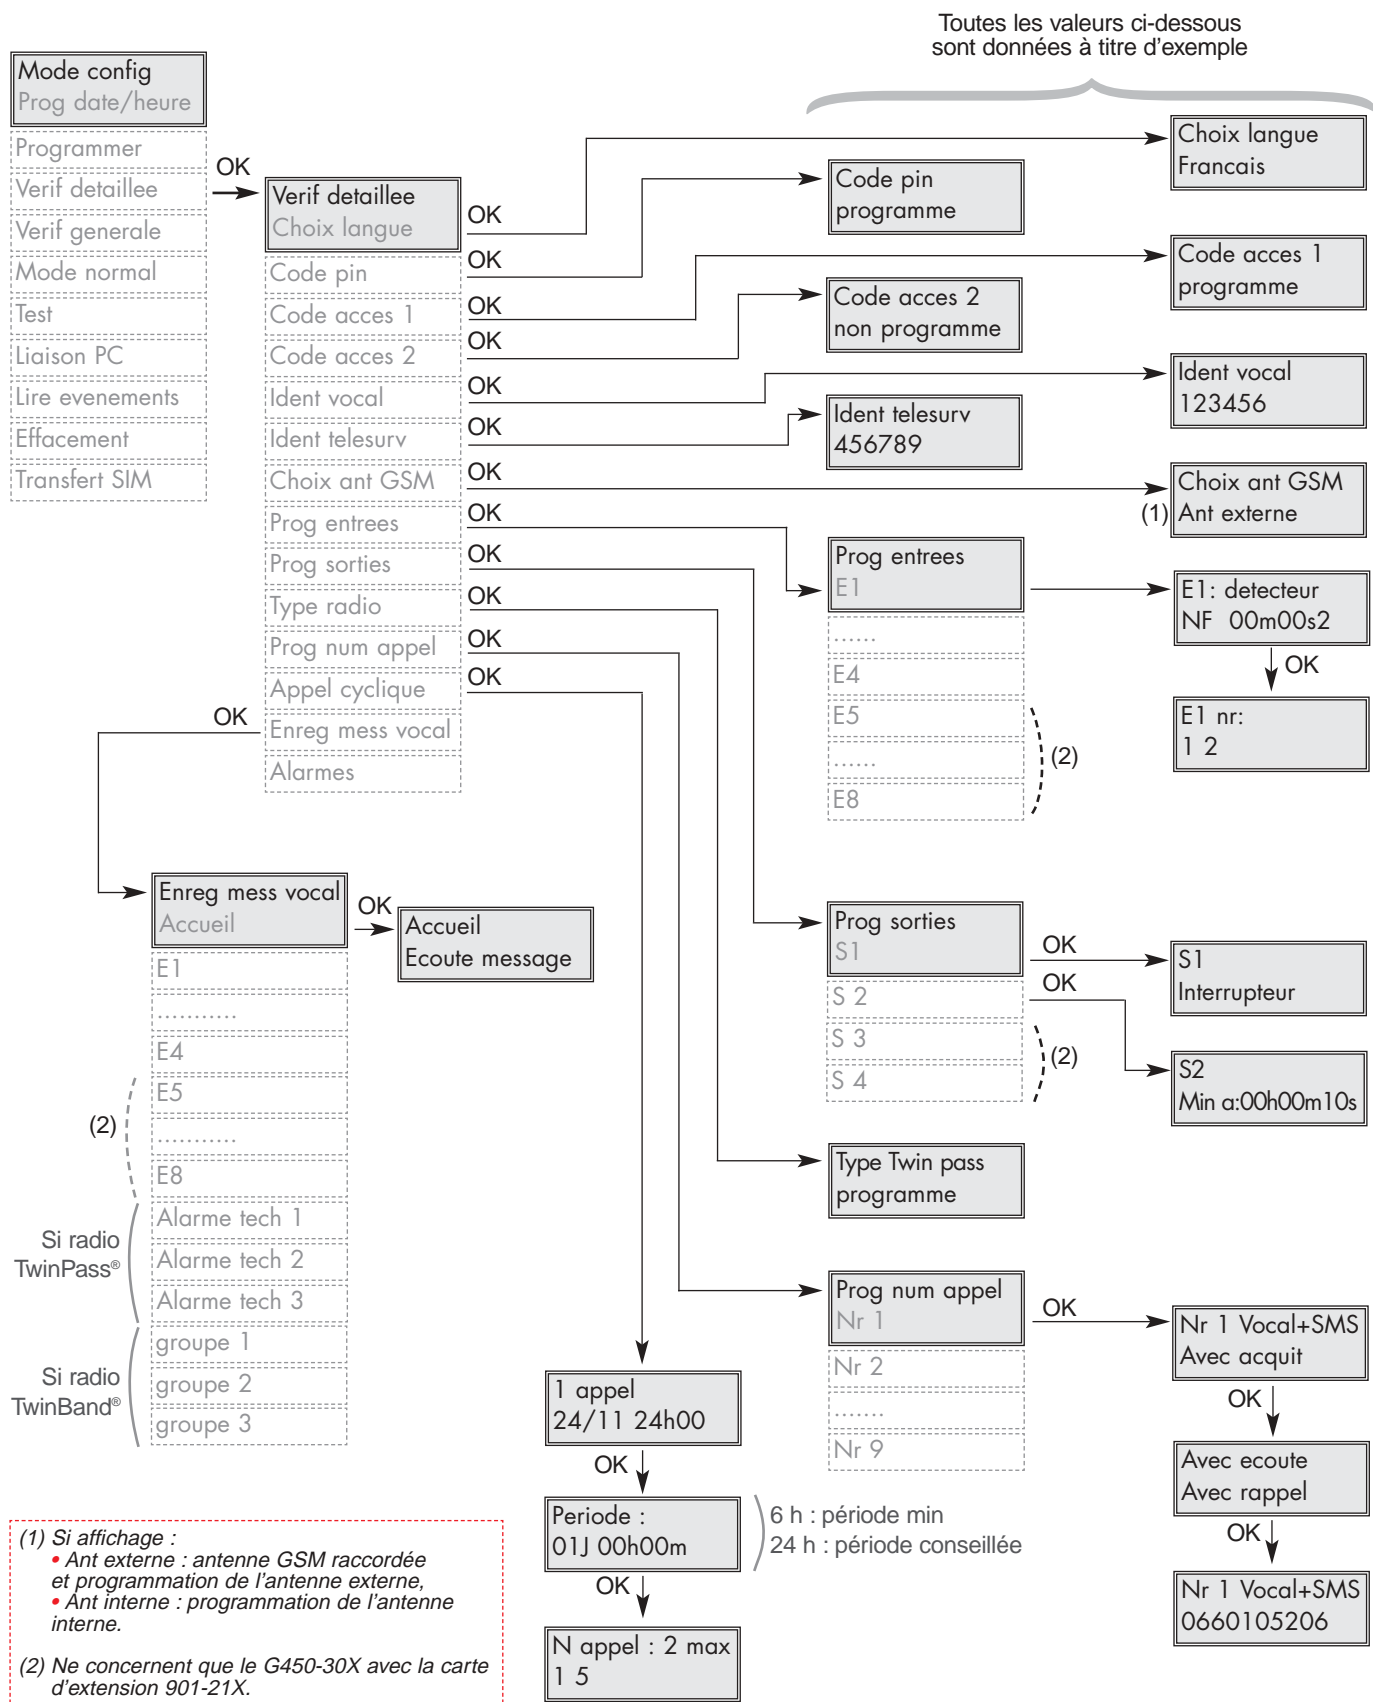 Toutes les valeurs ci-dessous
sont données à titre d'exemple
Mode config
Prog date/heure
Programmer
Verif detaillee
Verif generale
Mode normal
Test
Liaison PC
Lire evenements
Effacement
Transfert SIM
OK
Verif detaillee
Choix langue
Code pin
Code acces 1
Code acces 2
Ident vocal
Ident telesurv
Choix ant GSM
Prog entrees
Prog sorties
Type radio
Prog num appel
Appel cyclique
Enreg mess vocal
Alarmes
OK
OK
OK
OK
OK
OK
OK
OK
OK
OK
OK
OK
OK
Choix langue
Francais
Code pin
programme
Code acces 1
programme
Code acces 2
non programme
Ident vocal
123456
Ident telesurv
456789
Choix ant GSM
(1) Ant externe
Prog entrees
E1
......
E4
E5
......
E8
(2)
E1: detecteur
NF 00m00s2
OK
E1 nr:
1 2
Enreg mess vocal
Accueil
E1
...........
E4
E5
...........
E8
Alarme tech 1
Alarme tech 2
Alarme tech 3
groupe 1
groupe 2
groupe 3
(2)
Si radio
TwinPass®
Si radio
TwinBand®
OK
Accueil
Ecoute message
Prog sorties
S1
S 2
S 3
S 4
(2)
OK
OK
S1
Interrupteur
S2
Min a:00h00m10s
Type Twin pass
programme
Prog num appel
Nr 1
Nr 2
.......
Nr 9
OK
Nr 1 Vocal+SMS
Avec acquit
OK
Avec ecoute
Avec rappel
OK
Nr 1 Vocal+SMS
0660105206
1 appel
24/11 24h00
OK
Periode :
01J 00h00m
6 h : période min
24 h : période conseillée
OK
N appel : 2 max
1 5
(1) Si affichage :
• Ant externe : antenne GSM raccordée
et programmation de l'antenne externe,
• Ant interne : programmation de l'antenne
interne.
(2) Ne concernent que le G450-30X avec la carte
d'extension 901-21X.